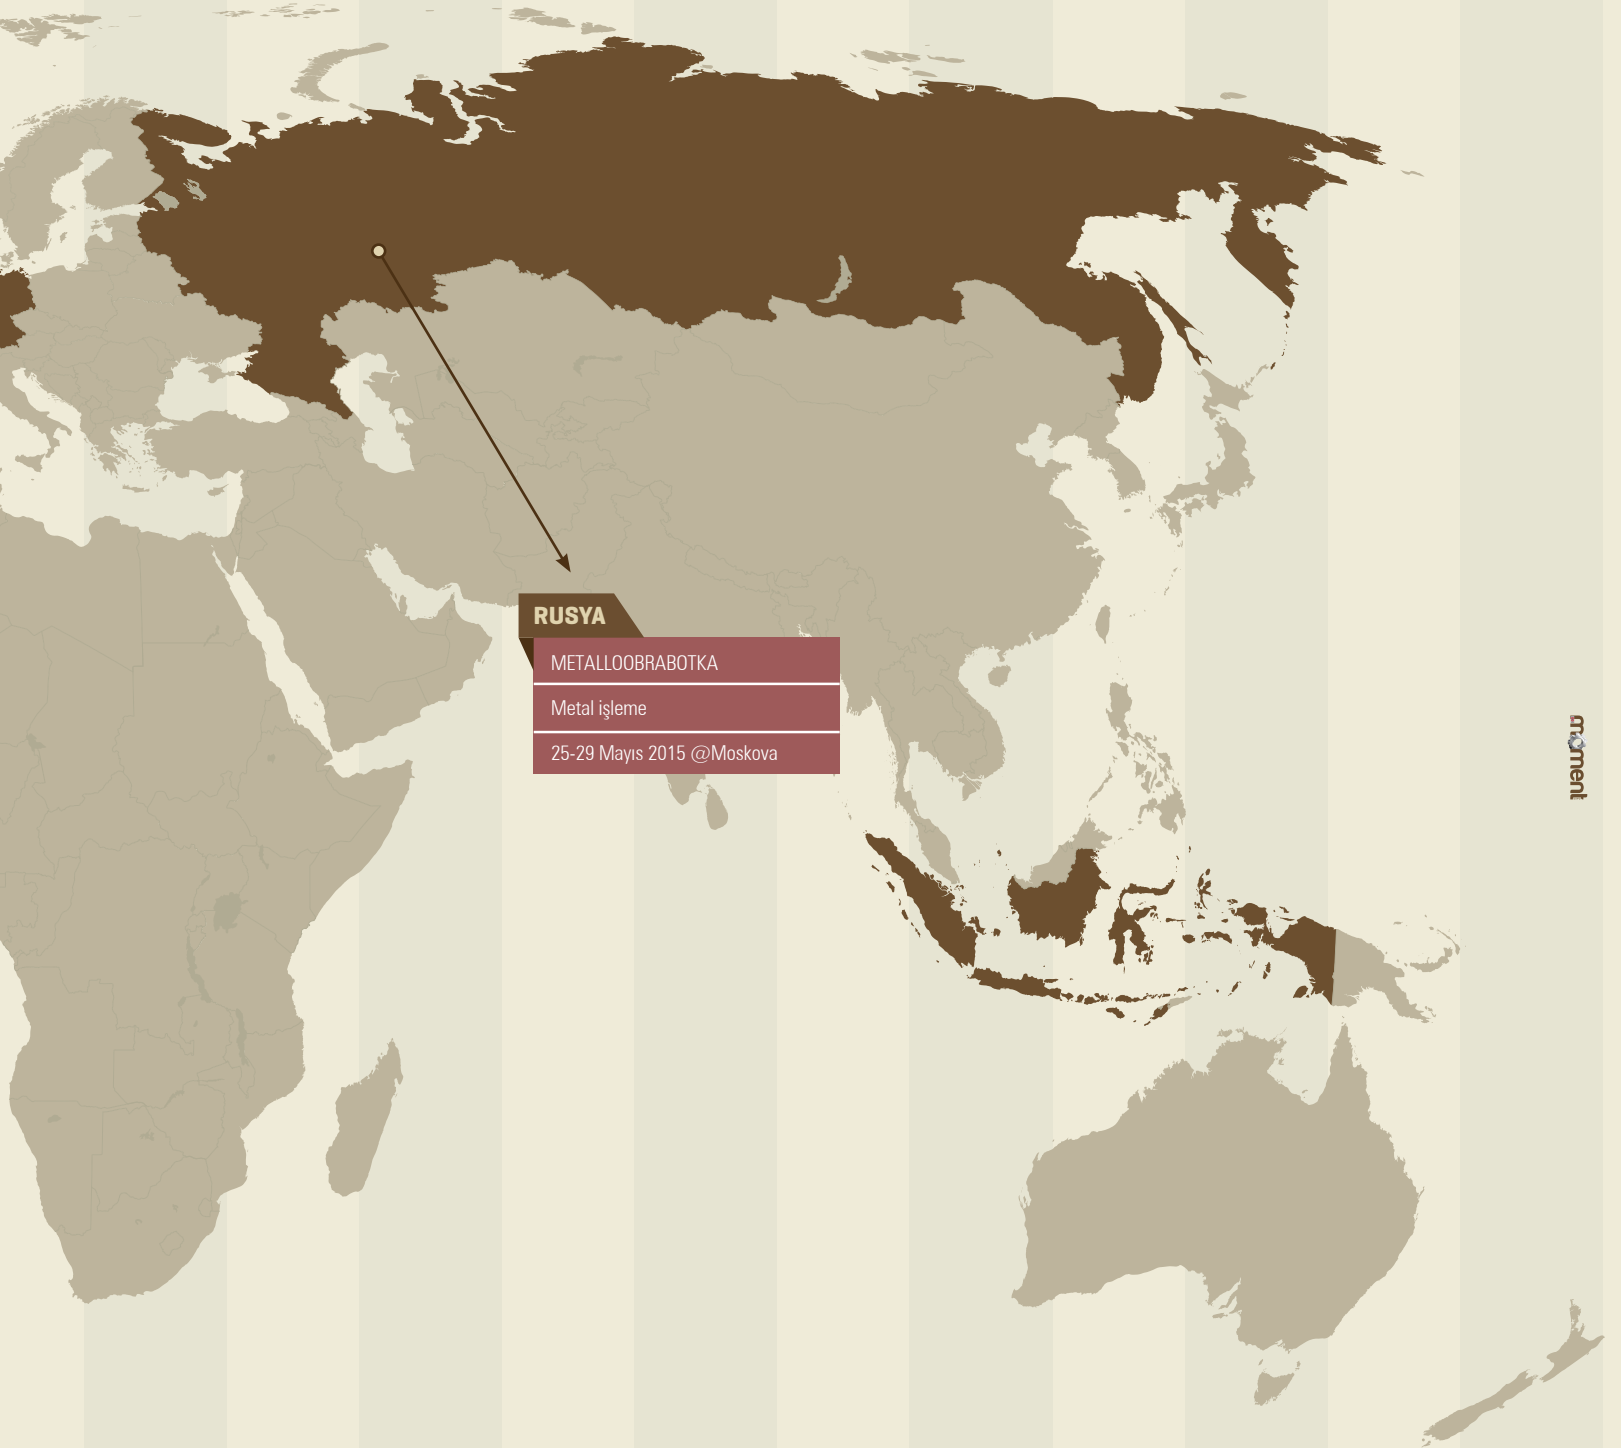 RUSYA
METALLOOBRABOTKA
Metal işleme
25-29 Mayıs 2015 @Moskova
moment